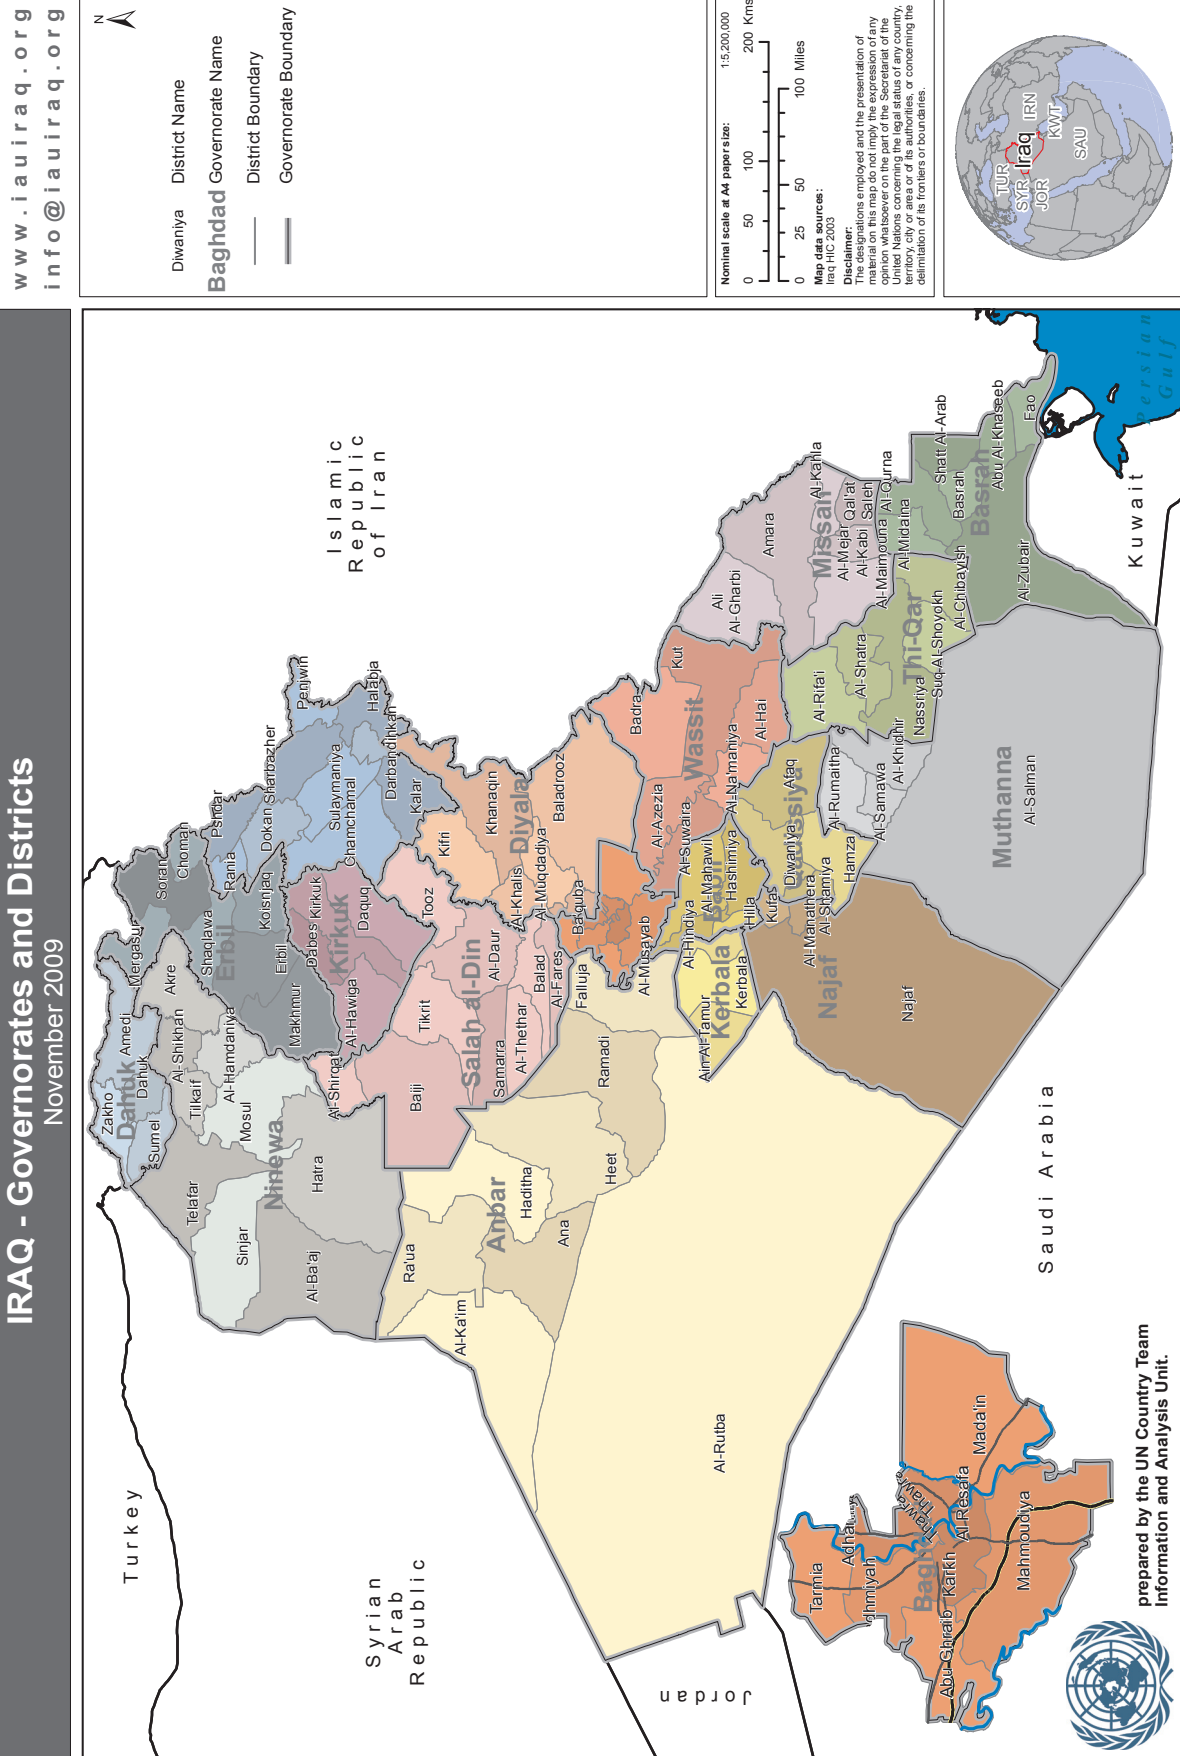 IRAQ - Governorates and Districts
November 2009
www.iauiraq.org
info@iauiraq.org
N
Diwaniya District Name
Baghdad Governorate Name
District Boundary
Governorate Boundary
Nominal scale at A4 paper size: 1:5,200,000
0 50 100 200 Kms
0 25 50 100 Miles
Map data sources:
Iraq HIC 2003
Disclaimer:
The designations employed and the presentation of
material on this map do not imply the expression of any
opinion whatsoever on the part of the Secretariat of the
United Nations concerning the legal status of any country,
territory, city or area or of its authorities, or concerning the
delimitation of its frontiers or boundaries.
TUR
SYR
Iraq
IRN
JOR
KWT
SAU
Turkey
Syrian
Arab
Republic
Jordan
Saudi Arabia
Kuwait
Islamic
Republic
of Iran
Persian
Gulf
Dahuk
Zakho
Amedi
Dahuk
Sumel
Ninewa
Telafar
Sinjar
Al-Ba'aj
Hatra
Mosul
Tilkaif
Al-Shikhan
Al-Hamdaniya
Akre
Erbil
Mergasur
Soran
Choman
Shaqlawa
Koisnjaq
Erbil
Makhmur
Pshdar
Rania
Dokan
Sharbazher
Penjwin
Sulaymaniya
Chamchamal
Halabja
Darbandihkan
Kalar
Kirkuk
Dabes
Kirkuk
Daquq
Al-Hawiga
Salah al-Din
Al-Shirqat
Baiji
Tikrit
Tooz
Al-Daur
Samarra
Balad
Al-Thethar
Al-Fares
Diyala
Kifri
Khanaqin
Al-Khalis
Al-Muqdadiya
Baladrooz
Ba'quba
Anbar
Ra'ua
Al-Ka'im
Haditha
Ana
Heet
Ramadi
Falluja
Al-Rutba
Wassit
Badra
Kut
Al-Azezia
Al-Suwaira
Al-Na'maniya
Al-Hai
Babil
Al-Musayab
Al-Mahawil
Hashimiya
Hilla
Kerbala
Al-Hindiya
Kerbala
Ain Al-Tamur
Najaf
Kufa
Al-Manathera
Najaf
Qadissiya
Afaq
Diwaniya
Al-Shamiya
Hamza
Muthanna
Al-Rumaitha
Al-Samawa
Al-Khidhir
Al-Salman
Thi-Qar
Al-Rifa'i
Al-Shatra
Nassriya
Suq Al-Shoyokh
Al-Chibayish
Missan
Ali
Al-Gharbi
Amara
Al-Kahla
Al-Mejar
Al-Kabi
Qal'at
Saleh
Al-Maimouna
Basrah
Al-Qurna
Al-Midaina
Shatt Al-Arab
Basrah
Abu Al-Khaseeb
Fao
Al-Zubair
Tarmia
Thawra
Thawra
Al-Resafa
Mada'in
Karkh
Abu Ghraib
Mahmoudiya
prepared by the UN Country Team
Information and Analysis Unit.